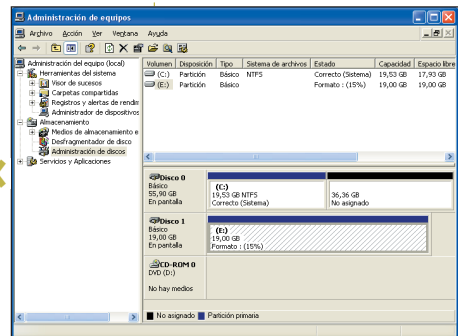 Administración de equipos
Archivo Acción Ver Ventana Ayuda
Administración del equipo (local)
Herramientas del sistema
Visor de sucesos
Carpetas compartidas
Registros y alertas de rendim
Administrador de dispositivos
Almacenamiento
Medios de almacenamiento e
Desfragmentador de disco
Administración de discos
Servicios y Aplicaciones
Volumen Disposición Tipo Sistema de archivos Estado Capacidad Espacio libre
(C:) Partición Básico NTFS Correcto (Sistema) 19,53 GB 17,93 GB
(E:) Partición Básico Formato : (15%) 19,00 GB 19,00 GB
Disco 0
Básico
55,90 GB
En pantalla
(C:)
19,53 GB NTFS
Correcto (Sistema)
36,36 GB
No asignado
Disco 1
Básico
19,00 GB
En pantalla
(E:)
19,00 GB
Formato : (15%)
CD-ROM 0
DVD (D:)
No hay medios
No asignado Partición primaria